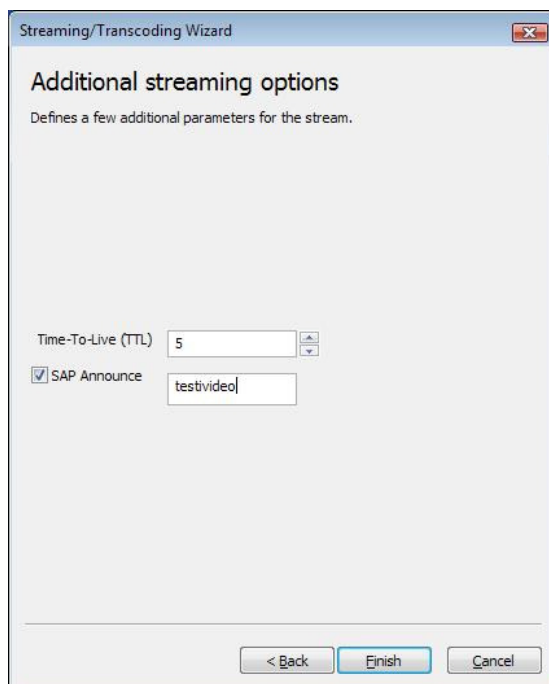 Streaming/Transcoding Wizard
Additional streaming options
Defines a few additional parameters for the stream.
Time-To-Live (TTL) 5
SAP Announce testivideo
< Back Finish Cancel